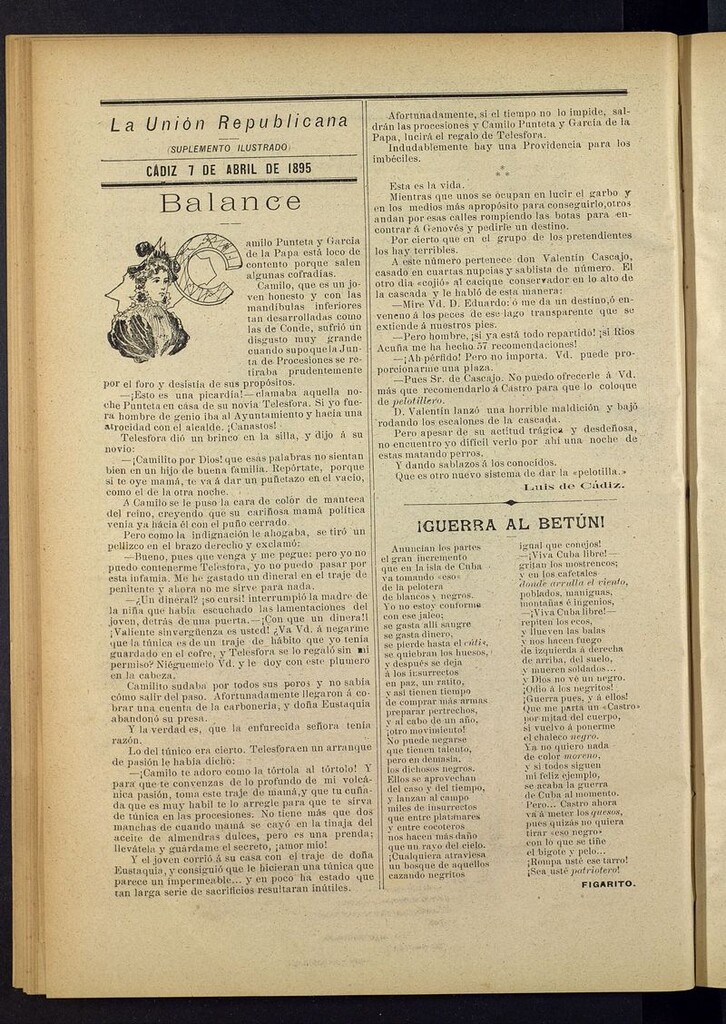 La Unión Republicana
(SUPLEMENTO ILUSTRADO)
CÁDIZ 7 DE ABRIL DE 1895
Balance
Camilo Punteta y García
de la Papa está loco de
contento porque salen
algunas cofradías.
Camilo, que es un jo-
ven honesto y con las
mandíbulas inferiores
tan desarrolladas como
las de Conde, sufrió un
disgusto muy grande
cuando supo que la Jun-
ta de Procesiones se re-
tiraba prudentemente
por el foro y desistía de sus propósitos.
—¡Esto es una picardía!—clamaba aquella no-
che Punteta en casa de su novia Telesfora. Si yo fue-
ra hombre de genio iba al Ayuntamiento y hacía una
atrocidad con el alcalde. ¡Canastos!
Telesfora dió un brinco en la silla, y dijo á su
novio:
—¡Camilito por Dios! que esas palabras no sientan
bien en un hijo de buena familia. Repórtate, porque
si te oye mamá, te va á dar un puñetazo en el vacío,
como el de la otra noche.
A Camilo se le puso la cara de color de manteca
del reino, creyendo que su cariñosa mamá política
venía ya hácia él con el puño cerrado.
Pero como la indignación le ahogaba, se tiró un
pellizco en el brazo derecho y exclamó:
—Bueno, pues que venga y me pegue: pero yo no
puedo contenerme Telesfora, yo no puedo pasar por
esta infamia. Me he gastado un dineral en el traje de
penitente y ahora no me sirve para nada.
—¿Un dineral? ¡so cursi! interrumpió la madre de
la niña que había escuchado las lamentaciones del
joven, detrás de una puerta.—¡Con que un dineral!
¡Valiente sinvergüenza es usted! ¿Va Vd. á negarme
que la túnica es de un traje de hábito que yo tenía
guardado en el cofre, y Telesfora se lo regaló sin mi
permiso? Niéguemelo Vd. y le doy con este plumero
en la cabeza.
Camilito sudaba por todos sus poros y no sabía
cómo salir del paso. Afortunadamente llegaron á co-
brar una cuenta de la carbonería, y doña Eustaquia
abandonó su presa.
Y la verdad es, que la enfurecida señora tenía
razón.
Lo del túnico era cierto. Telesfora en un arranque
de pasión le había dicho:
—¡Camilo te adoro como la tórtola al tórtolo! Y
para que te convenzas de lo profundo de mi volcá-
nica pasión, toma este traje de mamá, y que tu cuña-
da que es muy habil te lo arregle para que te sirva
de túnica en las procesiones. No tiene más que dos
manchas de cuando mamá se cayó en la tinaja del
aceite de almendras dulces, pero es una prenda;
llevátela y guárdame el secreto, ¡amor mio!
Y el joven corrió á su casa con el traje de doña
Eustaquia, y consiguió que le hicieran una túnica que
parece un impermeable... y en poco ha estado que
tan larga serie de sacrificios resultaran inútiles.
Afortunadamente, si el tiempo no lo impide, sal-
drán las procesiones y Camilo Punteta y García de la
Papa, lucirá el regalo de Telesfora.
Indudablemente hay una Providencia para los
imbéciles.
*
* *
Esta es la vida.
Mientras que unos se ocupan en lucir el garbo y
en los medios más apropósito para conseguirlo, otros
andan por esas calles rompiendo las botas para en-
contrar á Genovés y pedirle un destino.
Por cierto que en el grupo de los pretendientes
los hay terribles.
A este número pertenece don Valentín Cascajo,
casado en cuartas nupcias y sablista de número. El
otro día «cojió» al cacique conservador en lo alto de
la cascada y le habló de esta manera:
—Mire Vd. D. Eduardo: ó me da un destino, ó en-
veneno á los peces de ese lago transparente que se
extiende á nuestros pies.
—Pero hombre, ¡si ya está todo repartido! ¡si Rios
Acuña me ha hecho 57 recomendaciones!
—¡Ah pérfido! Pero no importa. Vd. puede pro-
porcionarme una plaza.
—Pues Sr. de Cascajo. No puedo ofrecerle á Vd.
más que recomendarlo á Castro para que lo coloque
de pelotillero.
D. Valentín lanzó una horrible maldición y bajó
rodando los escalones de la cascada.
Pero apesar de su actitud trágica y desdeñosa,
no encuentro yo difícil verlo por ahí una noche de
estas matando perros.
Y dando sablazos á los conocidos.
Que es otro nuevo sistema de dar la «pelotilla.»
Luis de Cádiz.
¡GUERRA AL BETÚN!
Anuncian los partes
el gran incremento
que en la isla de Cuba
va tomando «eso»
de la pelotera
de blancos y negros.
Yo no estoy conforme
con ese jaleo;
se gasta allí sangre
se gasta dinero,
se pierde hasta el cútis,
se quiebran los huesos,
y después se deja
á los insurrectos
en paz, un ratito,
y así tienen tiempo
de comprar más armas
preparar pertrechos,
y al cabo de un año,
¡otro movimiento!
No puede negarse
que tienen talento,
pero en demasía,
los dichosos negros.
Ellos se aprovechan
del caso y del tiempo,
y lanzan al campo
miles de insurrectos
que entre platanares
y entre cocoteros
nos hacen más daño
que un rayo del cielo.
¡Cualquiera atraviesa
un bosque de aquellos
cazando negritos
igual que conejos!
—¡Viva Cuba libre!—
gritan los mostrencos;
y en los cafetales
donde arrulla el viento,
poblados, maniguas,
montañas é ingenios,
—¡Viva Cuba libre!—
repiten los ecos,
y llueven las balas
y nos hacen fuego
de izquierda á derecha
de arriba, del suelo,
y mueren soldados...
y Dios no vé un negro.
¡Odio á los negritos!
¡Guerra pues, y á ellos!
Que me parta un «Castro»
por mitad del cuerpo,
si vuelvo á ponerme
el chaleco negro.
Ya no quiero nada
de color moreno,
y si todos siguen
mi feliz ejemplo,
se acaba la guerra
de Cuba al momento.
Pero... Castro ahora
va á meter los quesos,
pues quizás no quiera
tirar «eso negro»
con lo que se tiñe
el bigote y pelo...
¡Rompa usté ese tarro!
¡Sea usté patriotero!
FIGARITO.